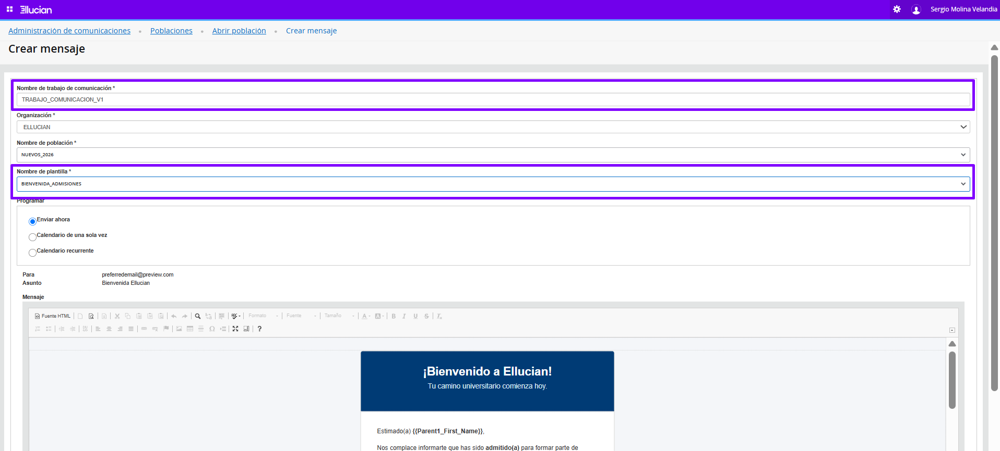 Ellucian
Sergio Molina Velandia
Administración de comunicaciones • Poblaciones • Abrir población • Crear mensaje
Crear mensaje
Nombre de trabajo de comunicación *
TRABAJO_COMUNICACION_V1
Organización *
ELLUCIAN
Nombre de población *
NUEVOS_2026
Nombre de plantilla *
BIENVENIDA_ADMISIONES
Programar
Enviar ahora
Calendario de una sola vez
Calendario recurrente
Para preferredemail@preview.com
Asunto Bienvenida Ellucian
Mensaje
Fuente HTML Formato Fuente Tamaño
¡Bienvenido a Ellucian!
Tu camino universitario comienza hoy.
Estimado(a) {{Parent1_First_Name}},
Nos complace informarte que has sido admitido(a) para formar parte de